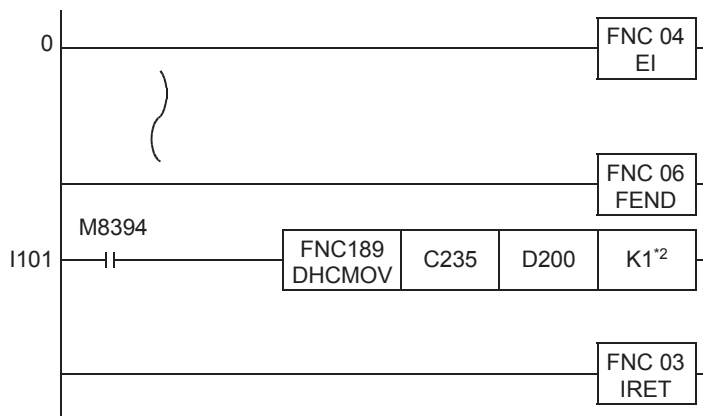 0
FNC 04
EI
FNC 06
FEND
M8394
I101
FNC189
DHCMOV
C235
D200
K1*2
FNC 03
IRET